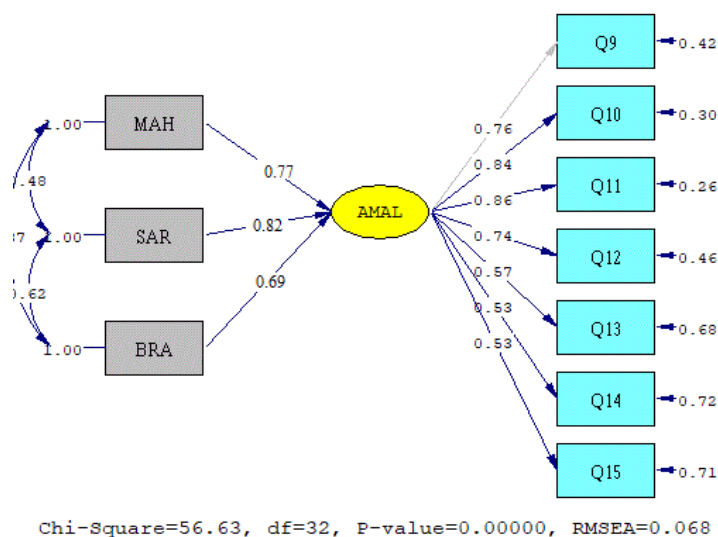 Q9
0.42
MAH
1.00
0.76
Q10
0.30
0.84
0.77
.48
Q11
0.26
0.86
AMAL
SAR
1.00
0.82
0.74
Q12
0.46
37
0.57
0.69
.62
0.53
Q13
0.68
0.53
BRA
1.00
Q14
0.72
Q15
0.71
Chi-Square=56.63, df=32, P-value=0.00000, RMSEA=0.068